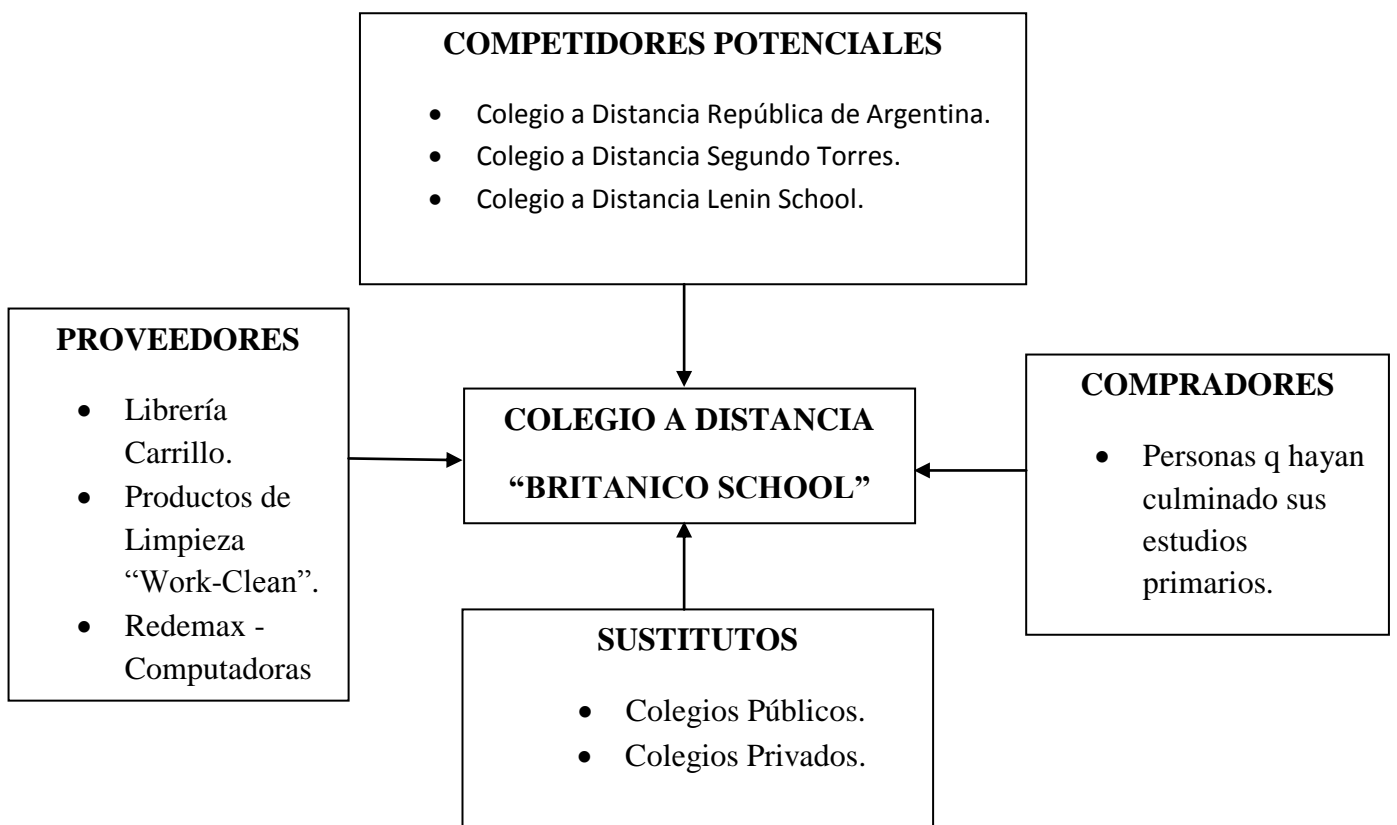 COMPETIDORES POTENCIALES
• Colegio a Distancia República de Argentina.
• Colegio a Distancia Segundo Torres.
• Colegio a Distancia Lenin School.
PROVEEDORES
• Librería
Carrillo.
• Productos de
Limpieza
“Work-Clean”.
• Redemax -
Computadoras
COLEGIO A DISTANCIA
“BRITANICO SCHOOL”
COMPRADORES
• Personas q hayan
culminado sus
estudios
primarios.
SUSTITUTOS
• Colegios Públicos.
• Colegios Privados.